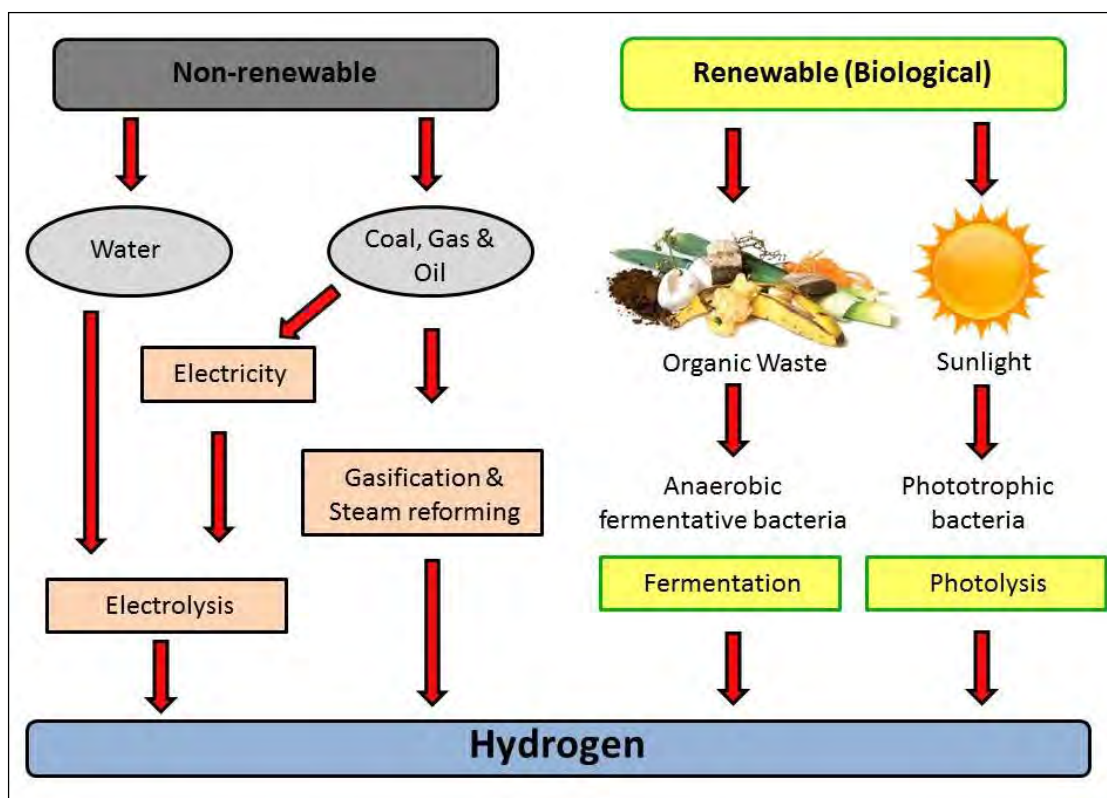 Non-renewable
Renewable (Biological)
Water
Coal, Gas &
Oil
Electricity
Organic Waste
Sunlight
Gasification &
Steam reforming
Anaerobic
fermentative bacteria
Phototrophic
bacteria
Electrolysis
Fermentation
Photolysis
Hydrogen